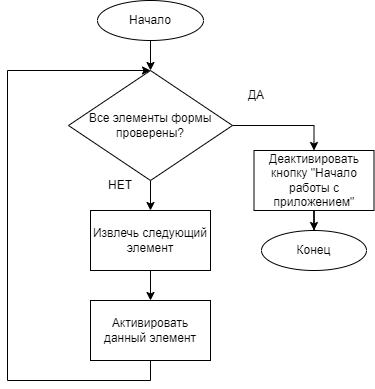 Начало
ДА
Все элементы формы
проверены?
Деактивировать
кнопку "Начало
работы с
приложением"
НЕТ
Извлечь следующий
элемент
Конец
Активировать
данный элемент